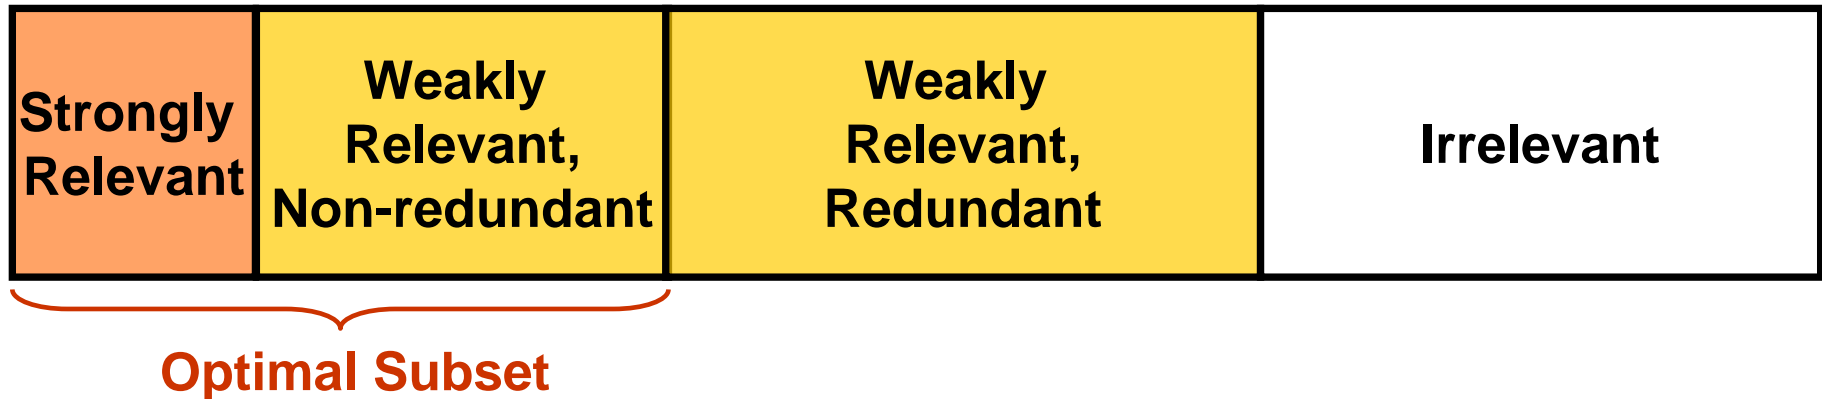 Strongly
Relevant
Weakly
Relevant,
Non-redundant
Weakly
Relevant,
Redundant
Irrelevant
Optimal Subset